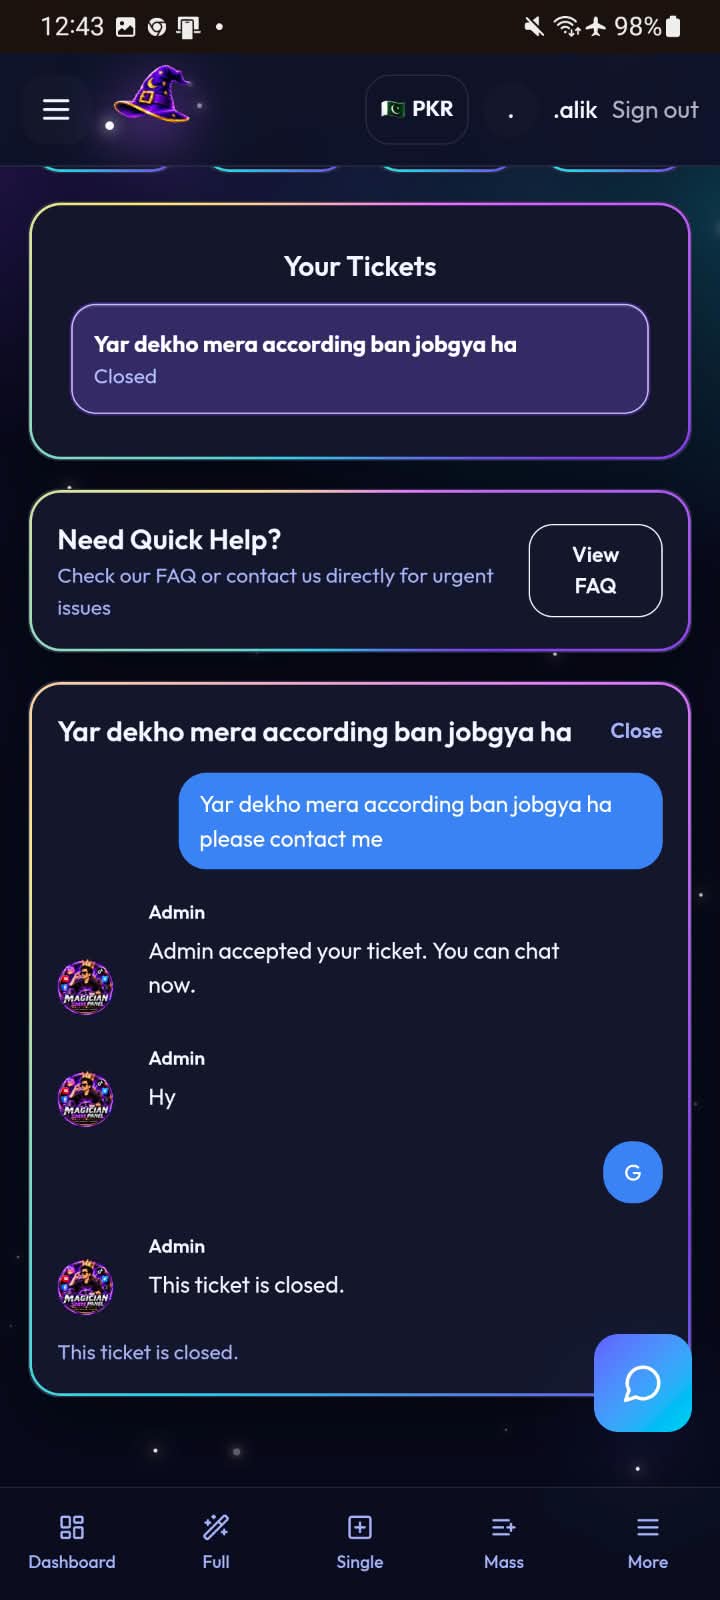 12:43
98%
PKR
.
.alik
Sign out
Your Tickets
Yar dekho mera according ban jobgya ha
Closed
Need Quick Help?
Check our FAQ or contact us directly for urgent
issues
View
FAQ
Yar dekho mera according ban jobgya ha
Close
Yar dekho mera according ban jobgya ha
please contact me
Admin
Admin accepted your ticket. You can chat
now.
MAGICIAN
Admin
Hy
MAGICIAN
G
Admin
This ticket is closed.
MAGICIAN
This ticket is closed.
Dashboard
Full
Single
Mass
More